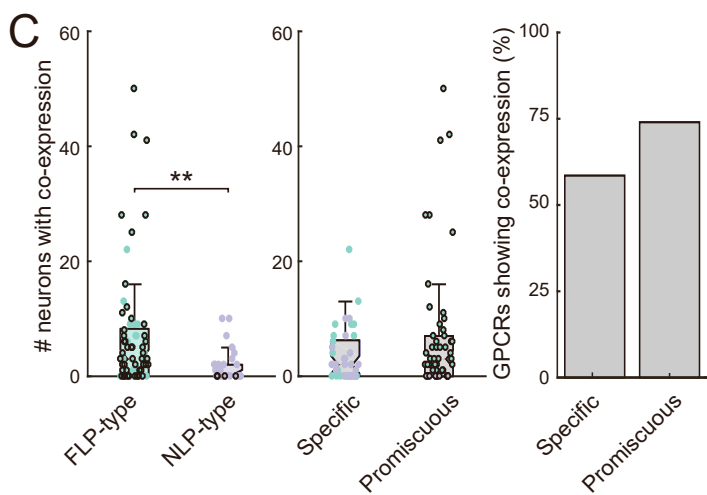 C
# neurons with co-expression
60
40
20
0
**
FLP-type
NLP-type
60
40
20
0
Specific
Promiscuous
GPCRs showing co-expression (%)
100
75
50
25
0
Specific
Promiscuous